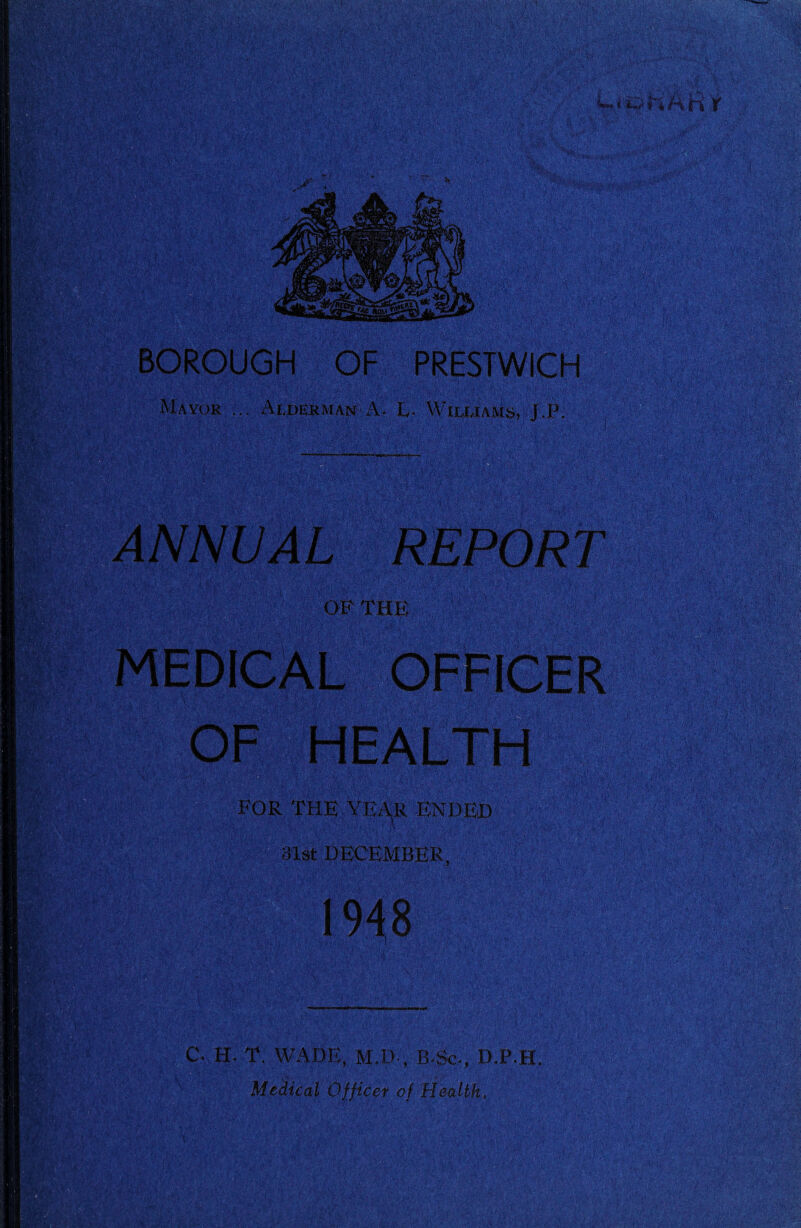 LIBRARY
BOROUGH OF PRESTWICH
MAYOR ... ALDERMAN A. L. WILLIAMS, J.P.
ANNUAL REPORT
OF THE
MEDICAL OFFICER
OF HEALTH
FOR THE YEAR ENDED
31st DECEMBER,
1948
C. H. T. WADE, M.D., B.Sc., D.P.H.
Medical Officer of Health.